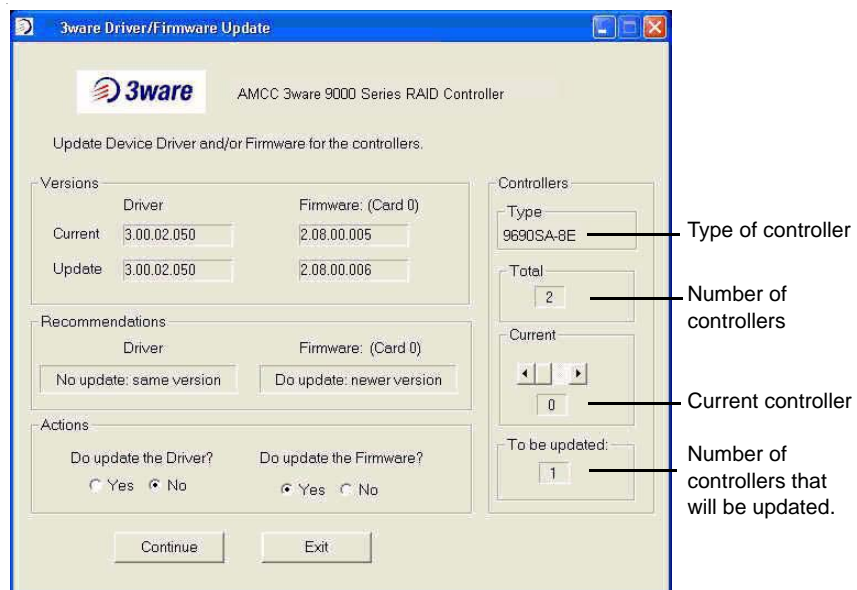 3ware Driver/Firmware Update
3ware
AMCC 3ware 9000 Series RAID Controller
Update Device Driver and/or Firmware for the controllers.
Versions
Driver Firmware: (Card 0)
Current 3.00.02.050 2.08.00.005
Update 3.00.02.050 2.08.00.006
Recommendations
Driver Firmware: (Card 0)
No update: same version Do update: newer version
Actions
Do update the Driver? Do update the Firmware?
Yes No Yes No
Continue Exit
Controllers
Type
9690SA-8E
Total
2
Current
0
To be updated:
1
Type of controller
Number of
controllers
Current controller
Number of
controllers that
will be updated.